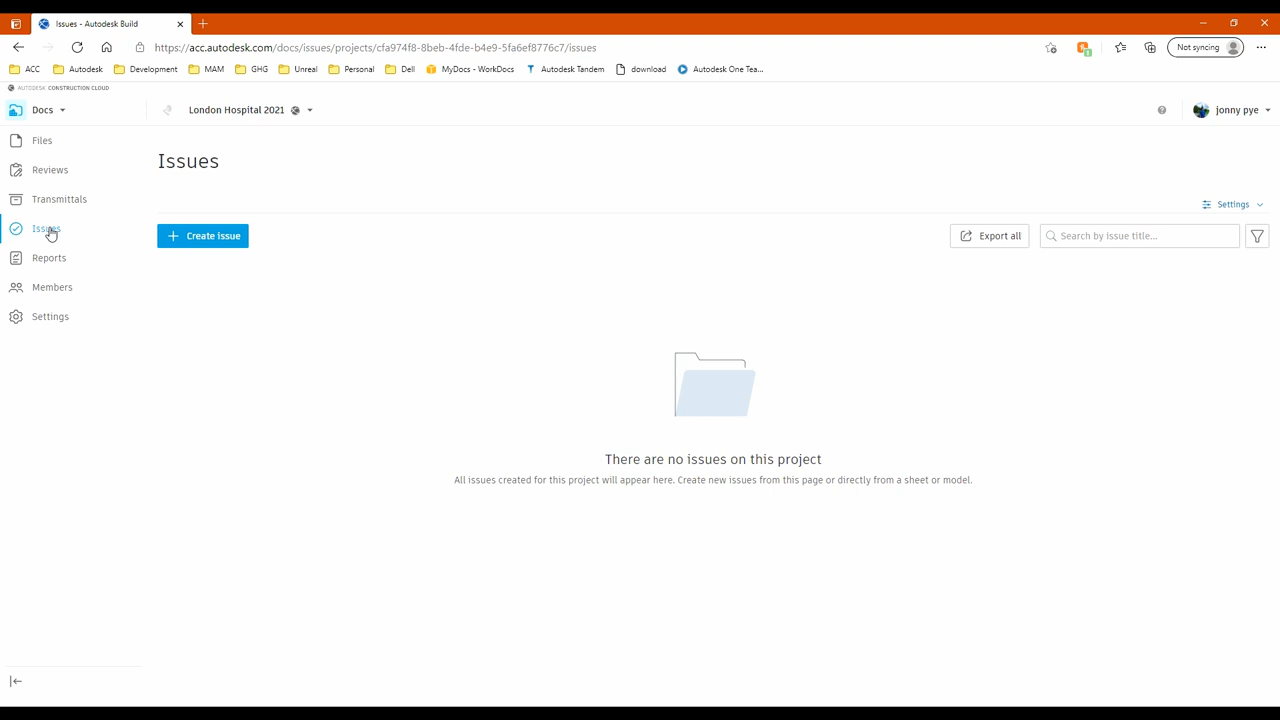 Issues - Autodesk Build
https://acc.autodesk.com/docs/issues/projects/cfa974f8-8beb-4fde-b4e9-5fa6ef8776c7/issues
Not syncing
ACC Autodesk Development MAM GHG Unreal Personal Dell MyDocs - WorkDocs Autodesk Tandem download Autodesk One Tea...
AUTODESK CONSTRUCTION CLOUD
Docs London Hospital 2021 jonny pye
Files
Reviews
Transmittals
Issues
Reports
Members
Settings
Issues
Settings
Create issue Export all Search by issue title...
There are no issues on this project
All issues created for this project will appear here. Create new issues from this page or directly from a sheet or model.